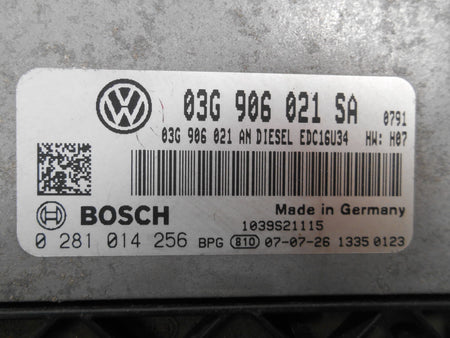 03G 906 021 SA 0791
03G 906 021 AN DIESEL EDC16U34 HW: H07
BOSCH Made in Germany
1039S21115
0 281 014 256 BPG 810 07-07-26 1335 0123